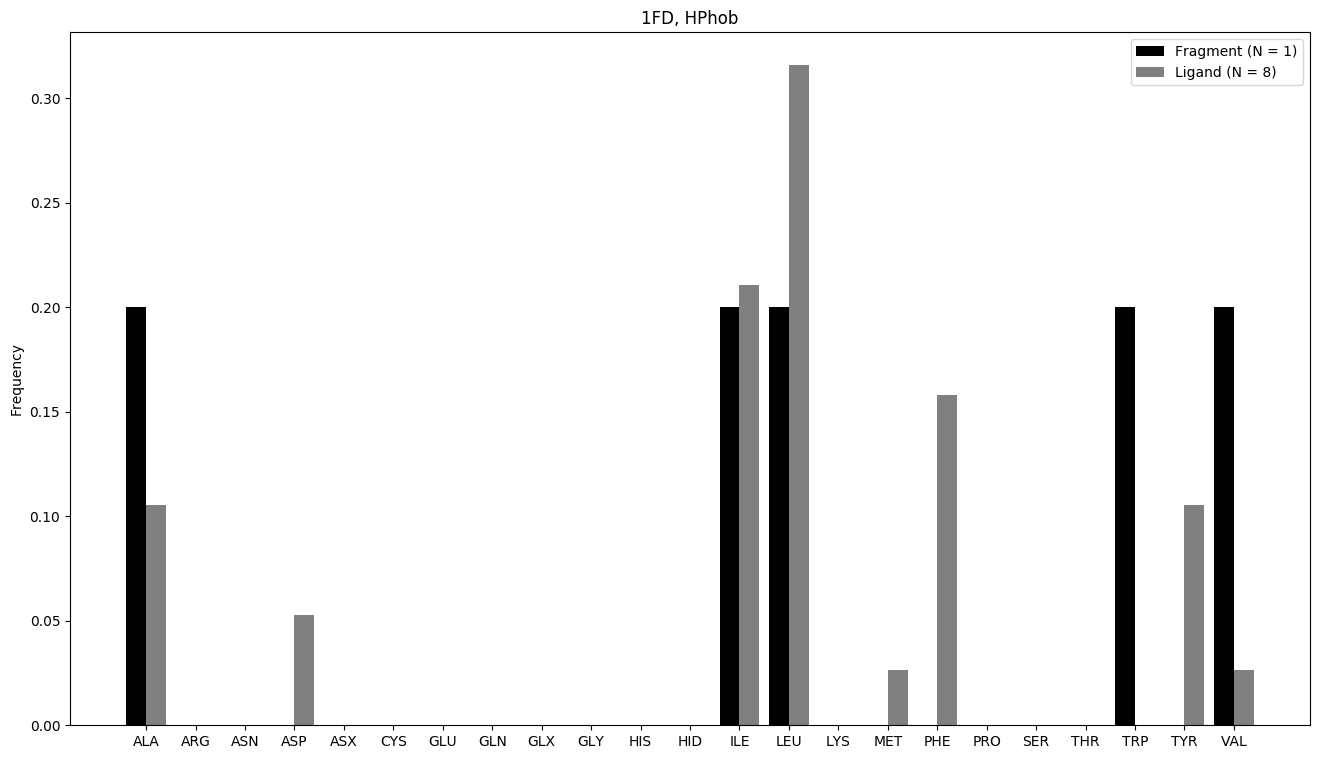 1FD, HPhob
Fragment (N = 1)
Ligand (N = 8)
Frequency
0.30
0.25
0.20
0.15
0.10
0.05
0.00
ALA ARG ASN ASP ASX CYS GLU GLN GLX GLY HIS HID ILE LEU LYS MET PHE PRO SER THR TRP TYR VAL